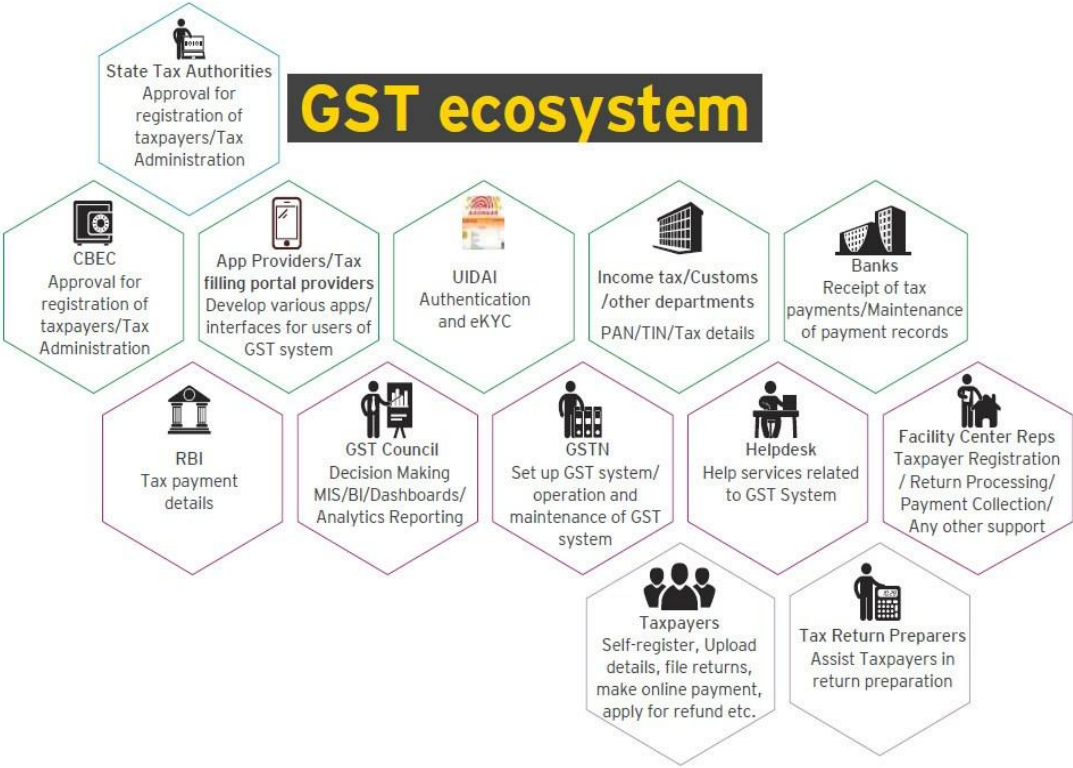 State Tax Authorities
Approval for
registration of
taxpayers/Tax
Administration
GST ecosystem
CBEC
Approval for
registration of
taxpayers/Tax
Administration
App Providers/Tax
filling portal providers
Develop various apps/
interfaces for users of
GST system
AADHAAR
UIDAI
Authentication
and eKYC
Income tax/Customs
/other departments
PAN/TIN/Tax details
Banks
Receipt of tax
payments/Maintenance
of payment records
RBI
Tax payment
details
GST Council
Decision Making
MIS/BI/Dashboards/
Analytics Reporting
GSTN
Set up GST system/
operation and
maintenance of GST
system
Helpdesk
Help services related
to GST System
Facility Center Reps
Taxpayer Registration
/ Return Processing/
Payment Collection/
Any other support
Taxpayers
Self-register, Upload
details, file returns,
make online payment,
apply for refund etc.
Tax Return Preparers
Assist Taxpayers in
return preparation